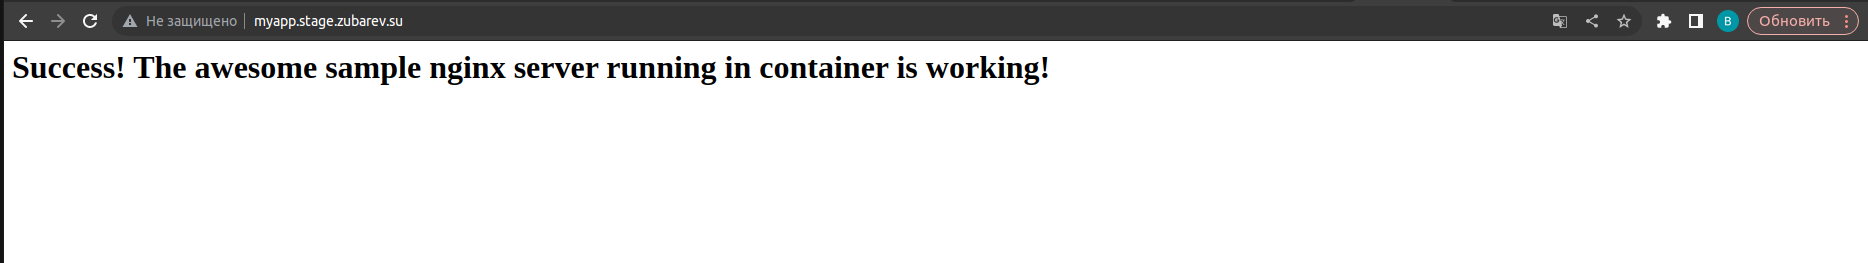 Не защищено myapp.stage.zubarev.su B Обновить
Success! The awesome sample nginx server running in container is working!